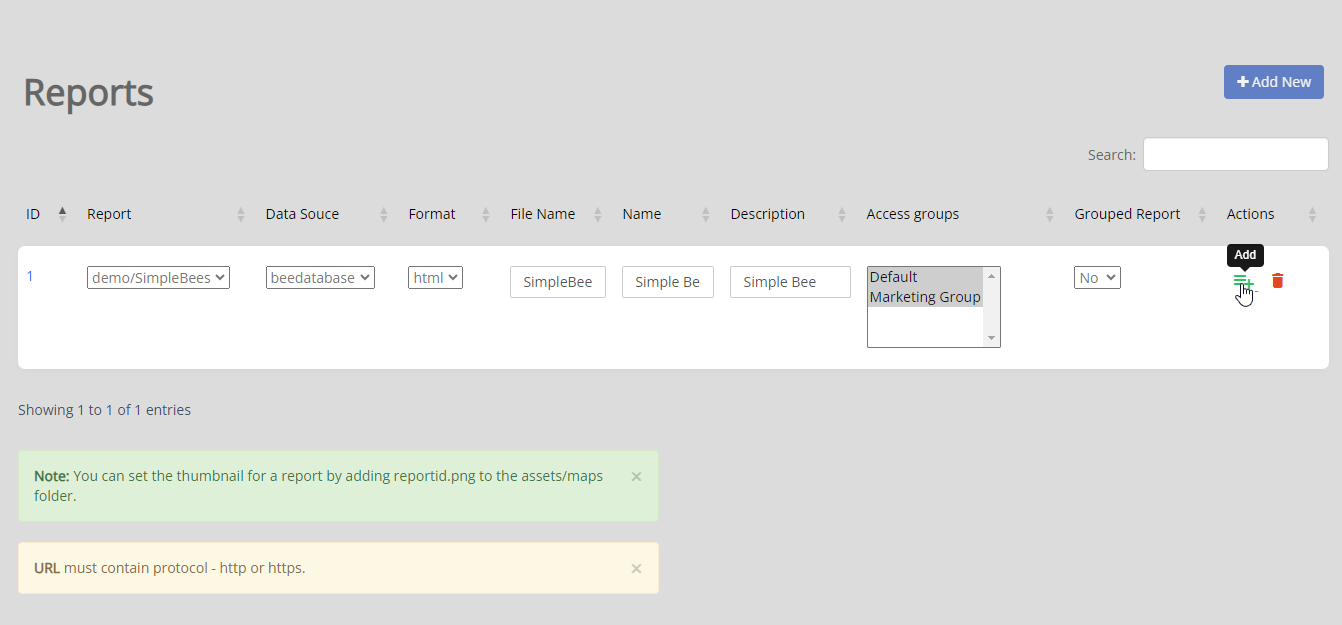 Reports
Add New
Search:
ID Report Data Souce Format File Name Name Description Access groups Grouped Report Actions
Add
1 demo/SimpleBees beedatabase html SimpleBee Simple Be Simple Bee Default No
Marketing Group
Showing 1 to 1 of 1 entries
Note: You can set the thumbnail for a report by adding reportid.png to the assets/maps
folder.
×
URL must contain protocol - http or https.
×